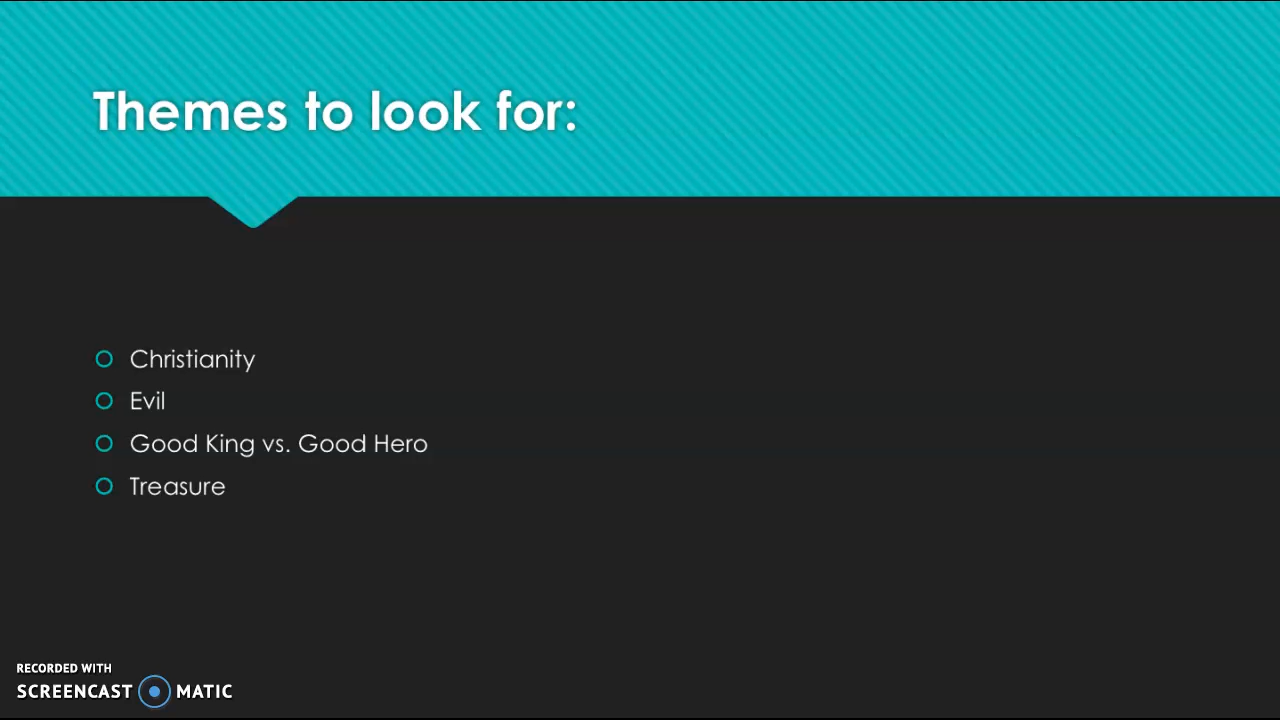 Themes to look for:
Christianity
Evil
Good King vs. Good Hero
Treasure
RECORDED WITH
SCREENCAST MATIC